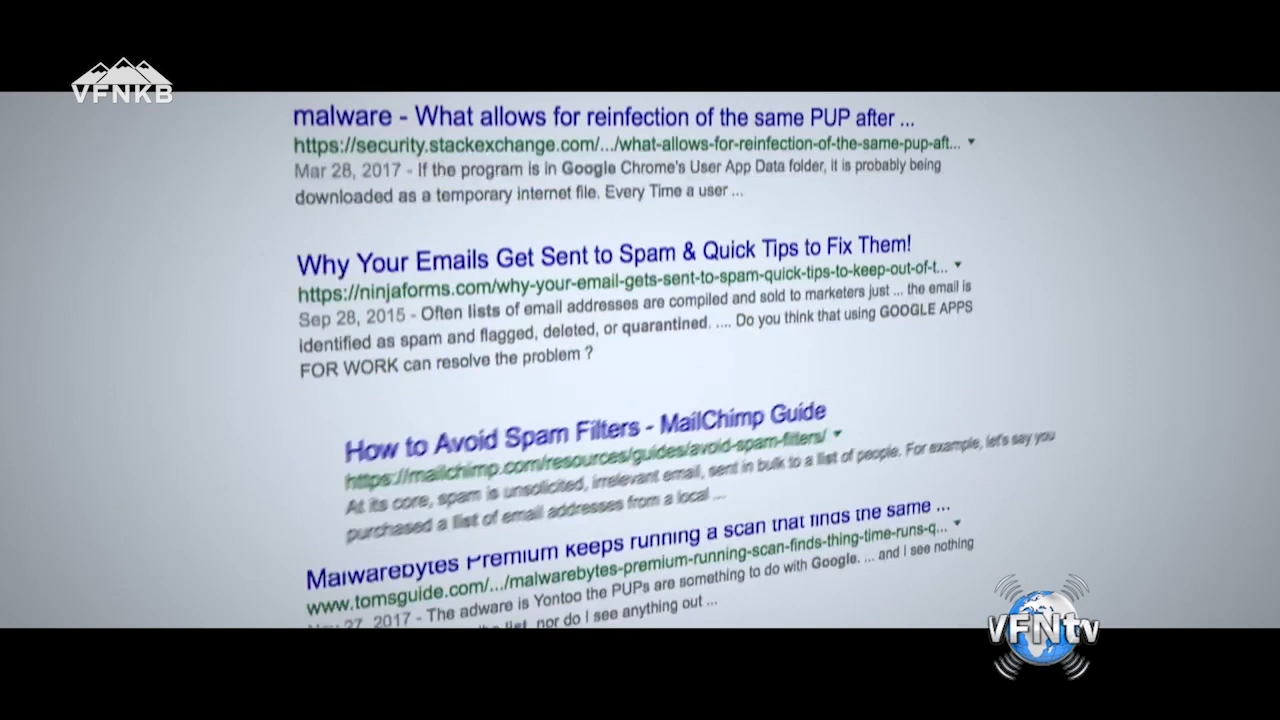 VFNKB
malware - What allows for reinfection of the same PUP after ...
https://security.stackexchange.com/.../what-allows-for-reinfection-of-the-same-pup-aft...
Mar 28, 2017 - If the program is in Google Chrome's User App Data folder, it is probably being
downloaded as a temporary internet file. Every Time a user ...
Why Your Emails Get Sent to Spam & Quick Tips to Fix Them!
https://ninjaforms.com/why-your-email-gets-sent-to-spam-quick-tips-to-keep-out-of-t...
Sep 28, 2015 - Often lists of email addresses are compiled and sold to marketers just ... the email is
identified as spam and flagged, deleted, or quarantined. .... Do you think that using GOOGLE APPS
FOR WORK can resolve the problem ?
How to Avoid Spam Filters - MailChimp Guide
https://mailchimp.com/resources/guides/avoid-spam-filters/
At its core, spam is unsolicited, irrelevant email, sent in bulk to a list of people. For example, let's say you
purchased a list of email addresses from a local ...
Malwarebytes Premium keeps running a scan that finds the same ...
www.tomsguide.com/.../malwarebytes-premium-running-scan-finds-thing-time-runs-q...
Nov 27, 2017 - The adware is Yontoo the PUPs are something to do with Google. ... and I see nothing
the list, nor do I see anything out ...
VFNtv